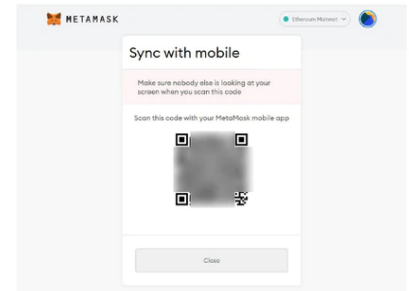 METAMASK
Ethereum Mainnet
Sync with mobile
Make sure nobody else is looking at your
screen when you scan this code
Scan this code with your MetaMask mobile app
Close